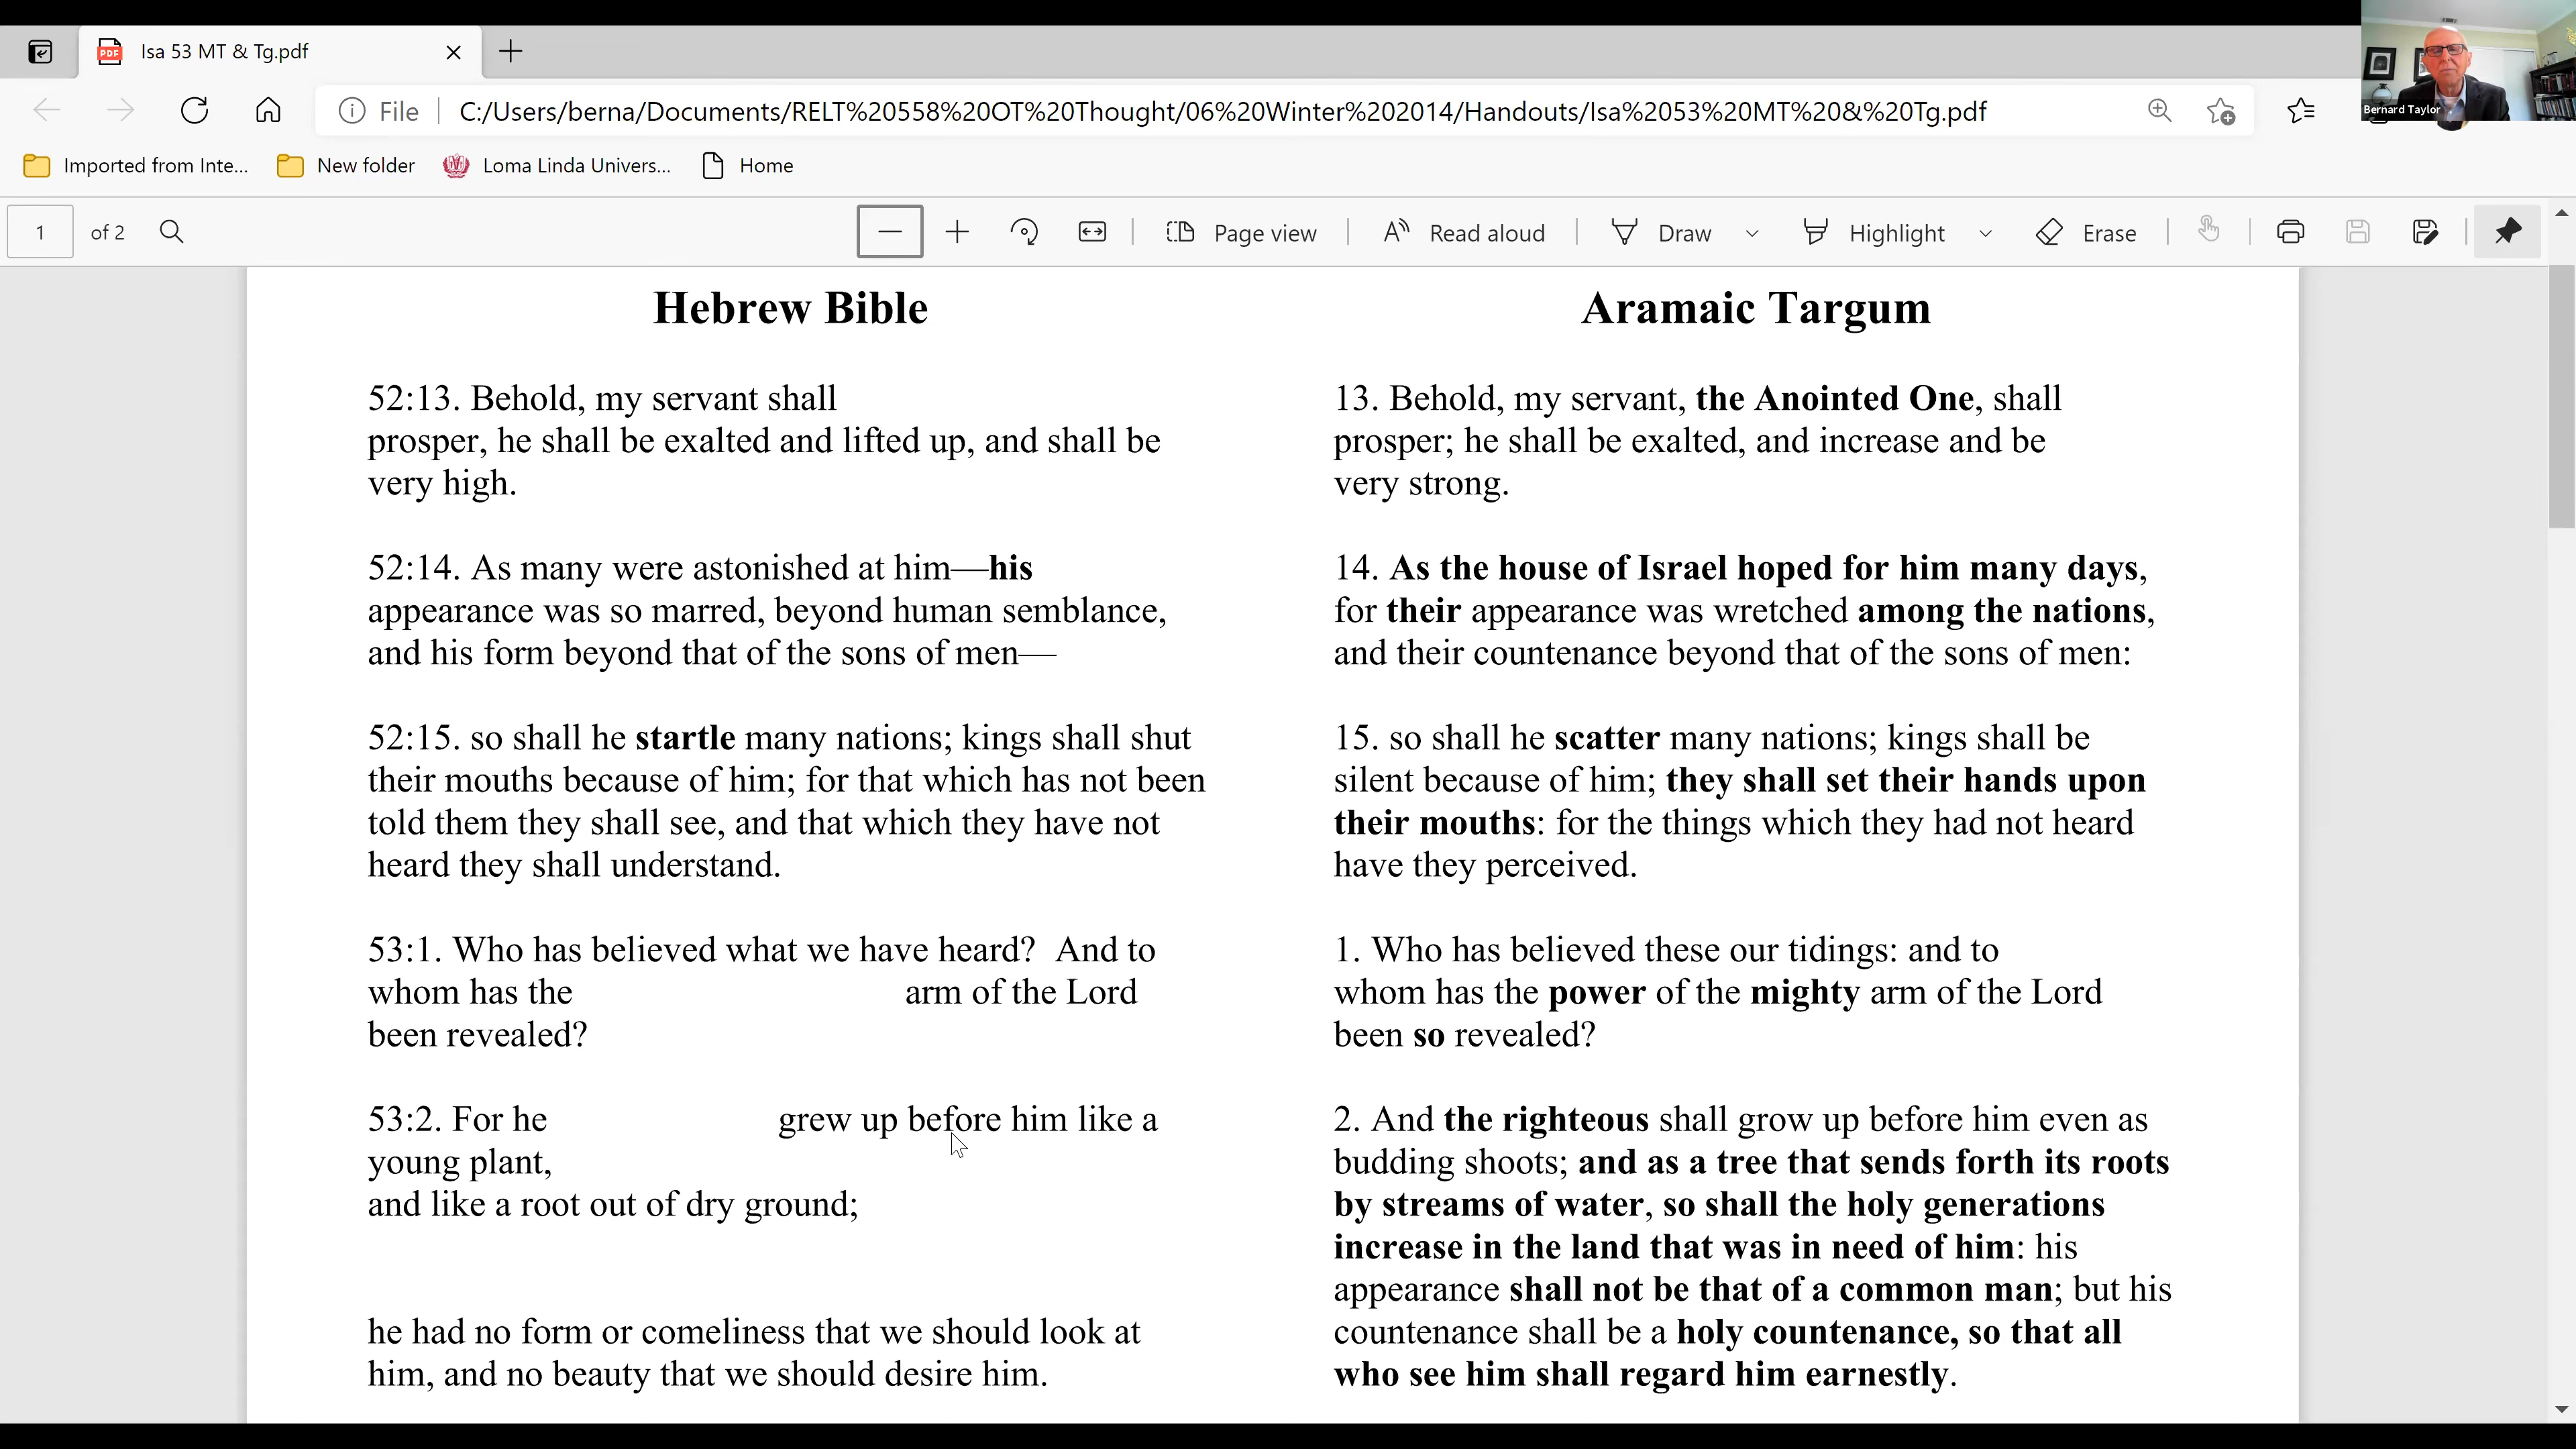 Isa 53 MT & Tg.pdf
File
C:/Users/berna/Documents/RELT%20558%20OT%20Thought/06%20Winter%202014/Handouts/Isa%2053%20MT%20&%20Tg.pdf
Bernard Taylor
Imported from Inte...
New folder
Loma Linda Univers...
Home
1 of 2
Page view
Read aloud
Draw
Highlight
Erase
Hebrew Bible
52:13. Behold, my servant shall
prosper, he shall be exalted and lifted up, and shall be
very high.
52:14. As many were astonished at him—his
appearance was so marred, beyond human semblance,
and his form beyond that of the sons of men—
52:15. so shall he startle many nations; kings shall shut
their mouths because of him; for that which has not been
told them they shall see, and that which they have not
heard they shall understand.
53:1. Who has believed what we have heard? And to
whom has the arm of the Lord
been revealed?
53:2. For he grew up before him like a
young plant,
and like a root out of dry ground;
he had no form or comeliness that we should look at
him, and no beauty that we should desire him.
Aramaic Targum
13. Behold, my servant, the Anointed One, shall
prosper; he shall be exalted, and increase and be
very strong.
14. As the house of Israel hoped for him many days,
for their appearance was wretched among the nations,
and their countenance beyond that of the sons of men:
15. so shall he scatter many nations; kings shall be
silent because of him; they shall set their hands upon
their mouths: for the things which they had not heard
have they perceived.
1. Who has believed these our tidings: and to
whom has the power of the mighty arm of the Lord
been so revealed?
2. And the righteous shall grow up before him even as
budding shoots; and as a tree that sends forth its roots
by streams of water, so shall the holy generations
increase in the land that was in need of him: his
appearance shall not be that of a common man; but his
countenance shall be a holy countenance, so that all
who see him shall regard him earnestly.